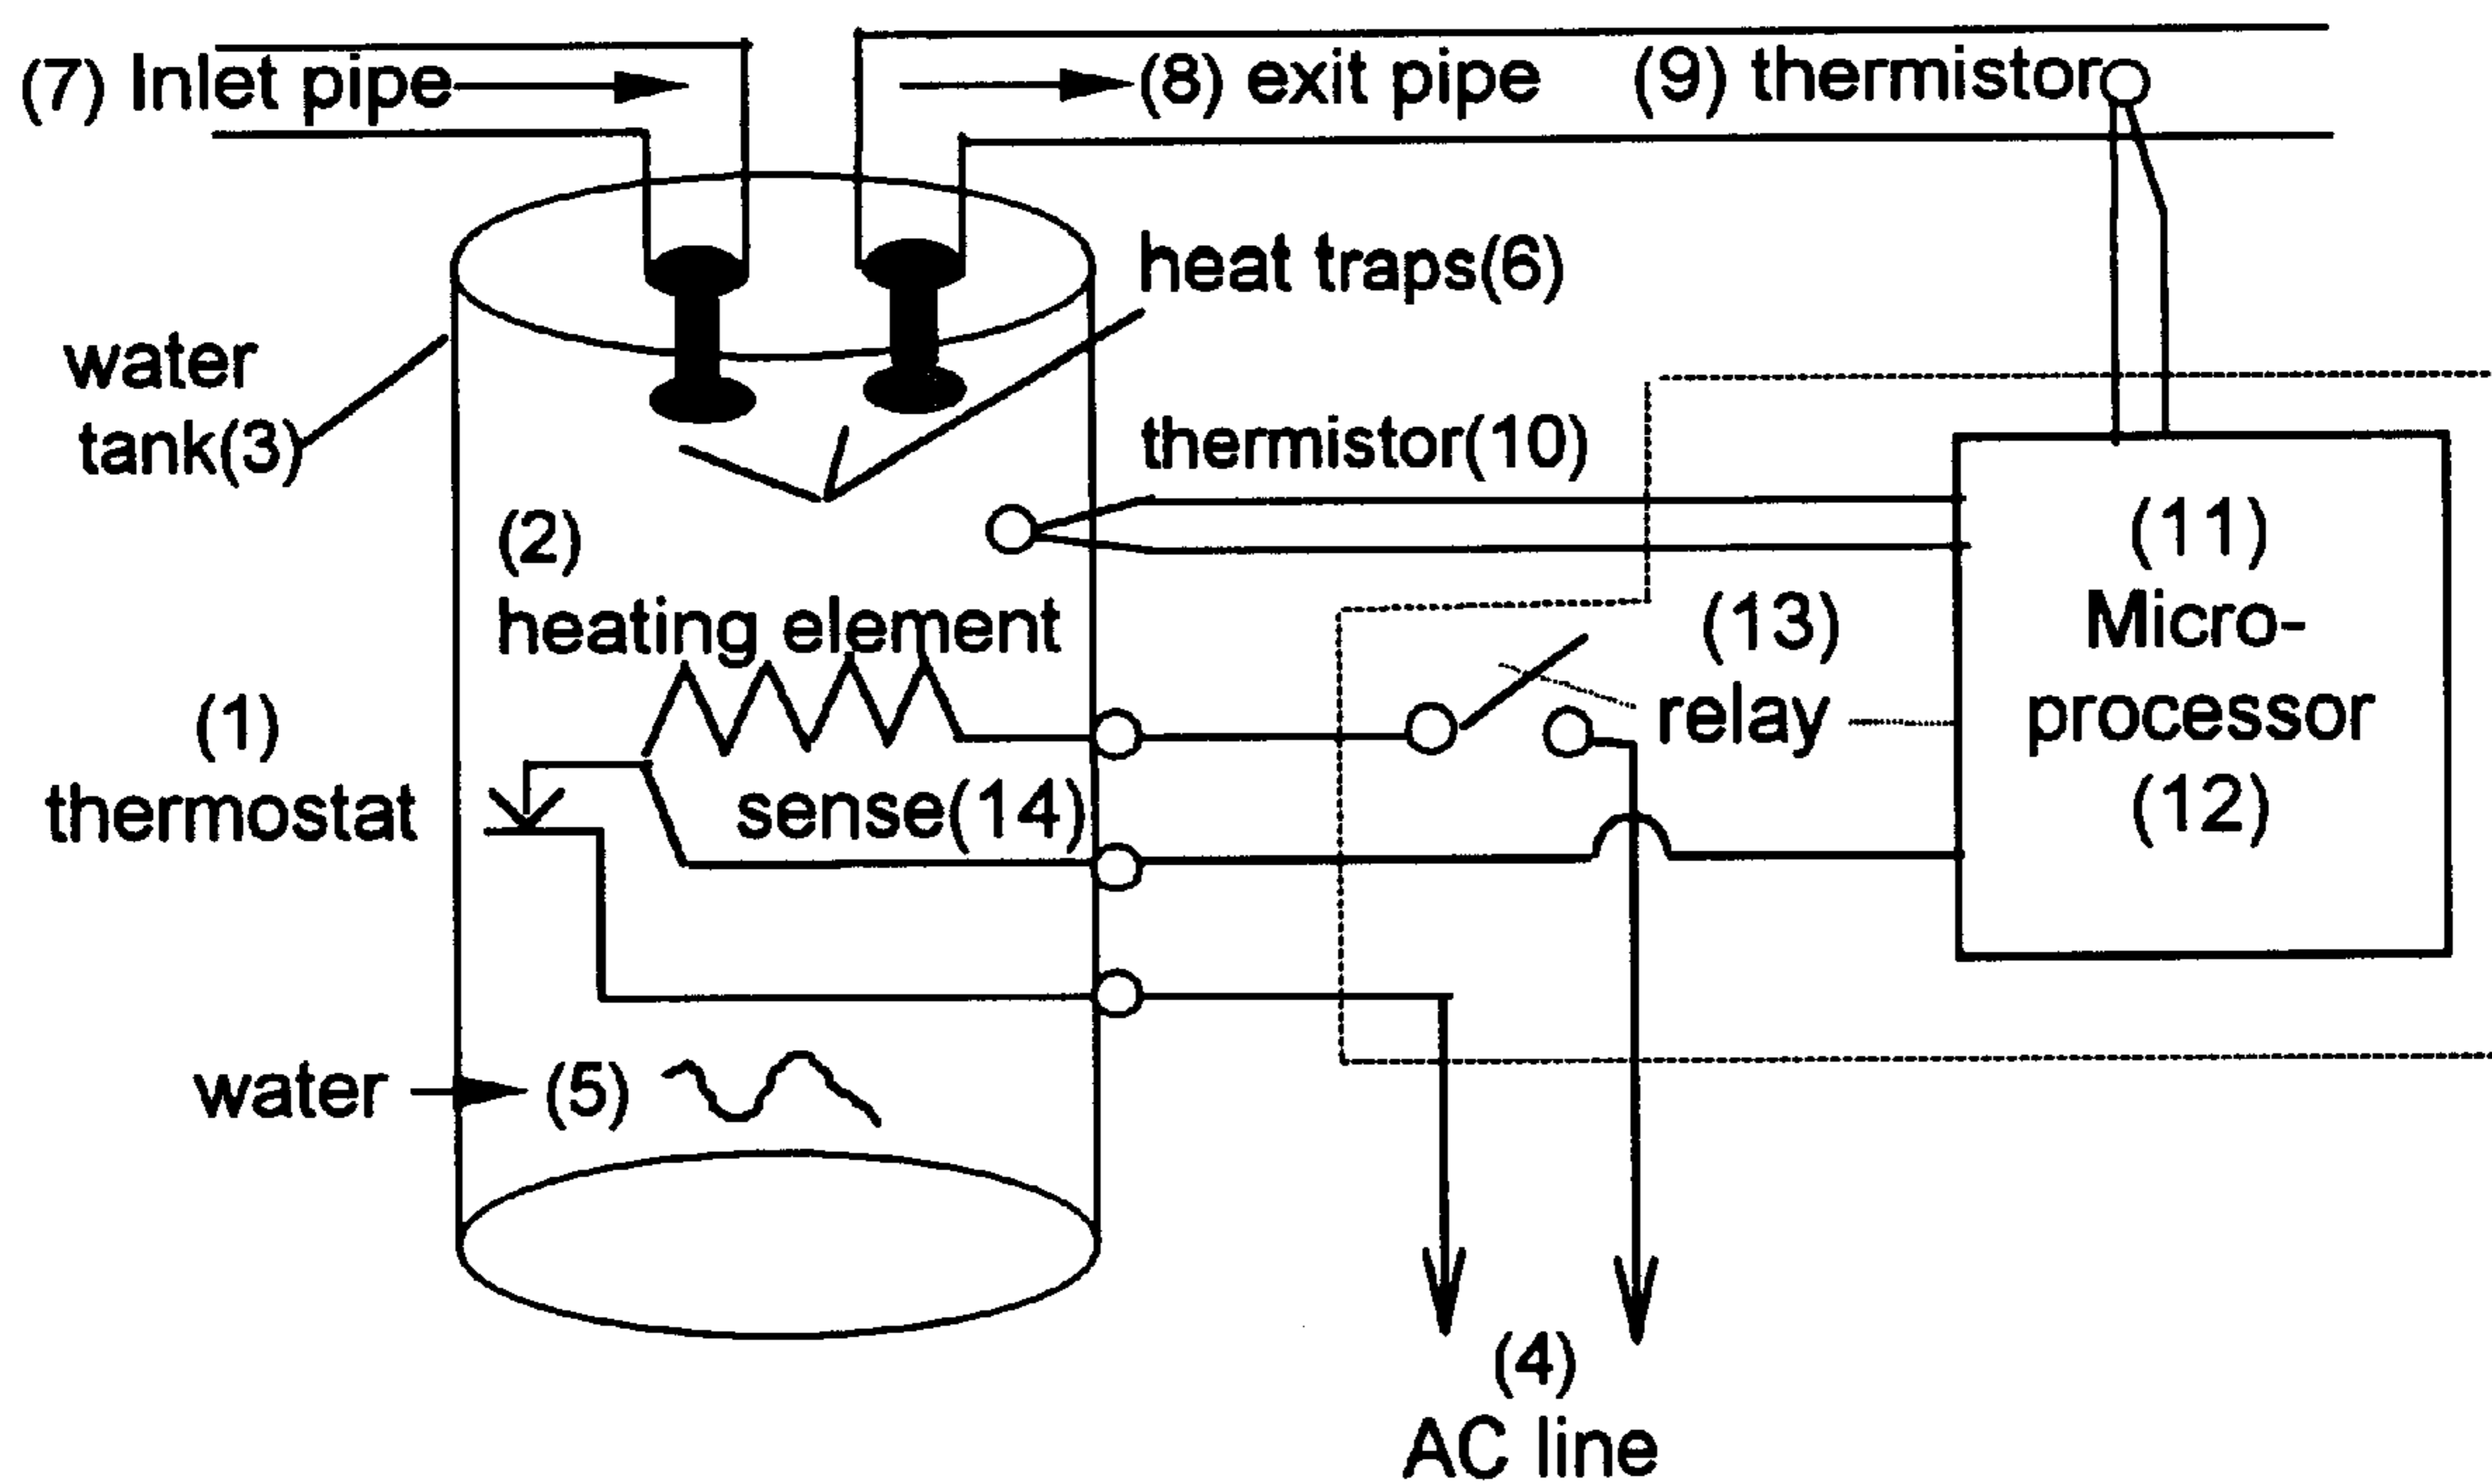 (7) Inlet pipe
(8) exit pipe
(9) thermistor
heat traps(6)
water
tank(3)
thermistor(10)
(2)
heating element
(11)
Micro-
processor
(12)
(13)
relay
(1)
thermostat
sense(14)
water
(5)
(4)
AC line